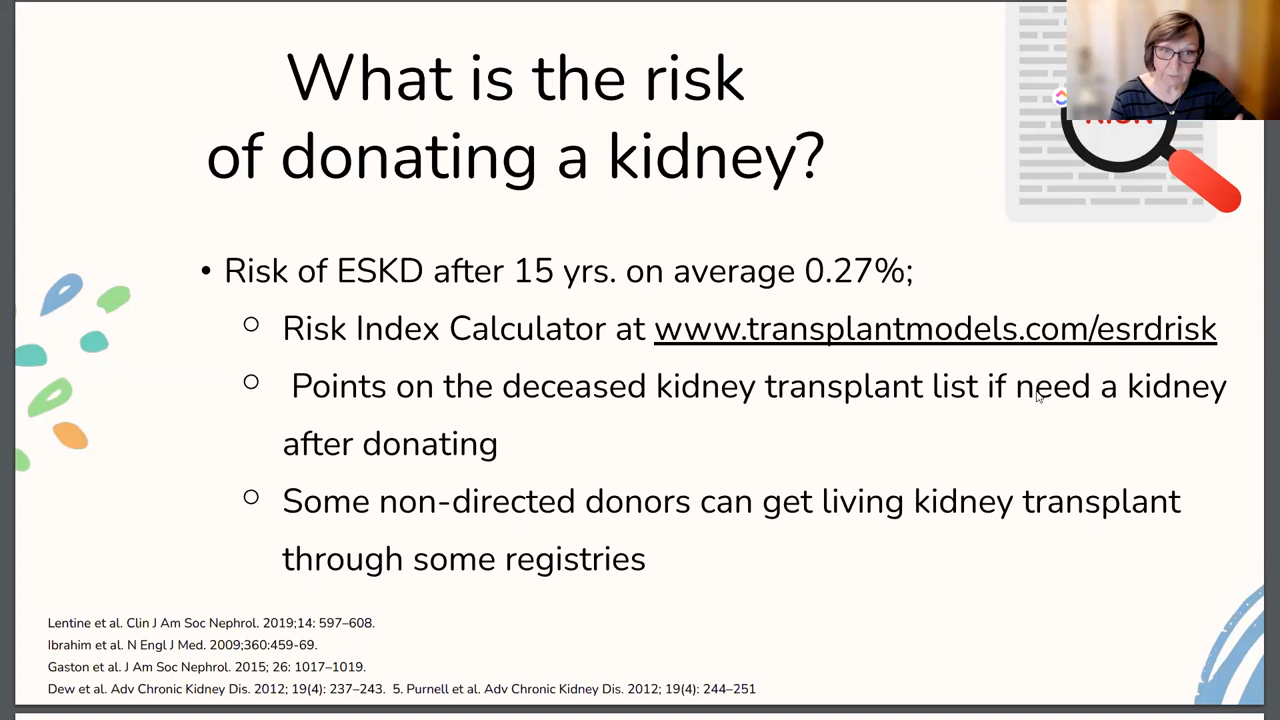 What is the risk
of donating a kidney?
• Risk of ESKD after 15 yrs. on average 0.27%;
○ Risk Index Calculator at www.transplantmodels.com/esrdrisk
○ Points on the deceased kidney transplant list if need a kidney
after donating
○ Some non-directed donors can get living kidney transplant
through some registries
Lentine et al. Clin J Am Soc Nephrol. 2019;14: 597–608.
Ibrahim et al. N Engl J Med. 2009;360:459-69.
Gaston et al. J Am Soc Nephrol. 2015; 26: 1017–1019.
Dew et al. Adv Chronic Kidney Dis. 2012; 19(4): 237–243. 5. Purnell et al. Adv Chronic Kidney Dis. 2012; 19(4): 244–251